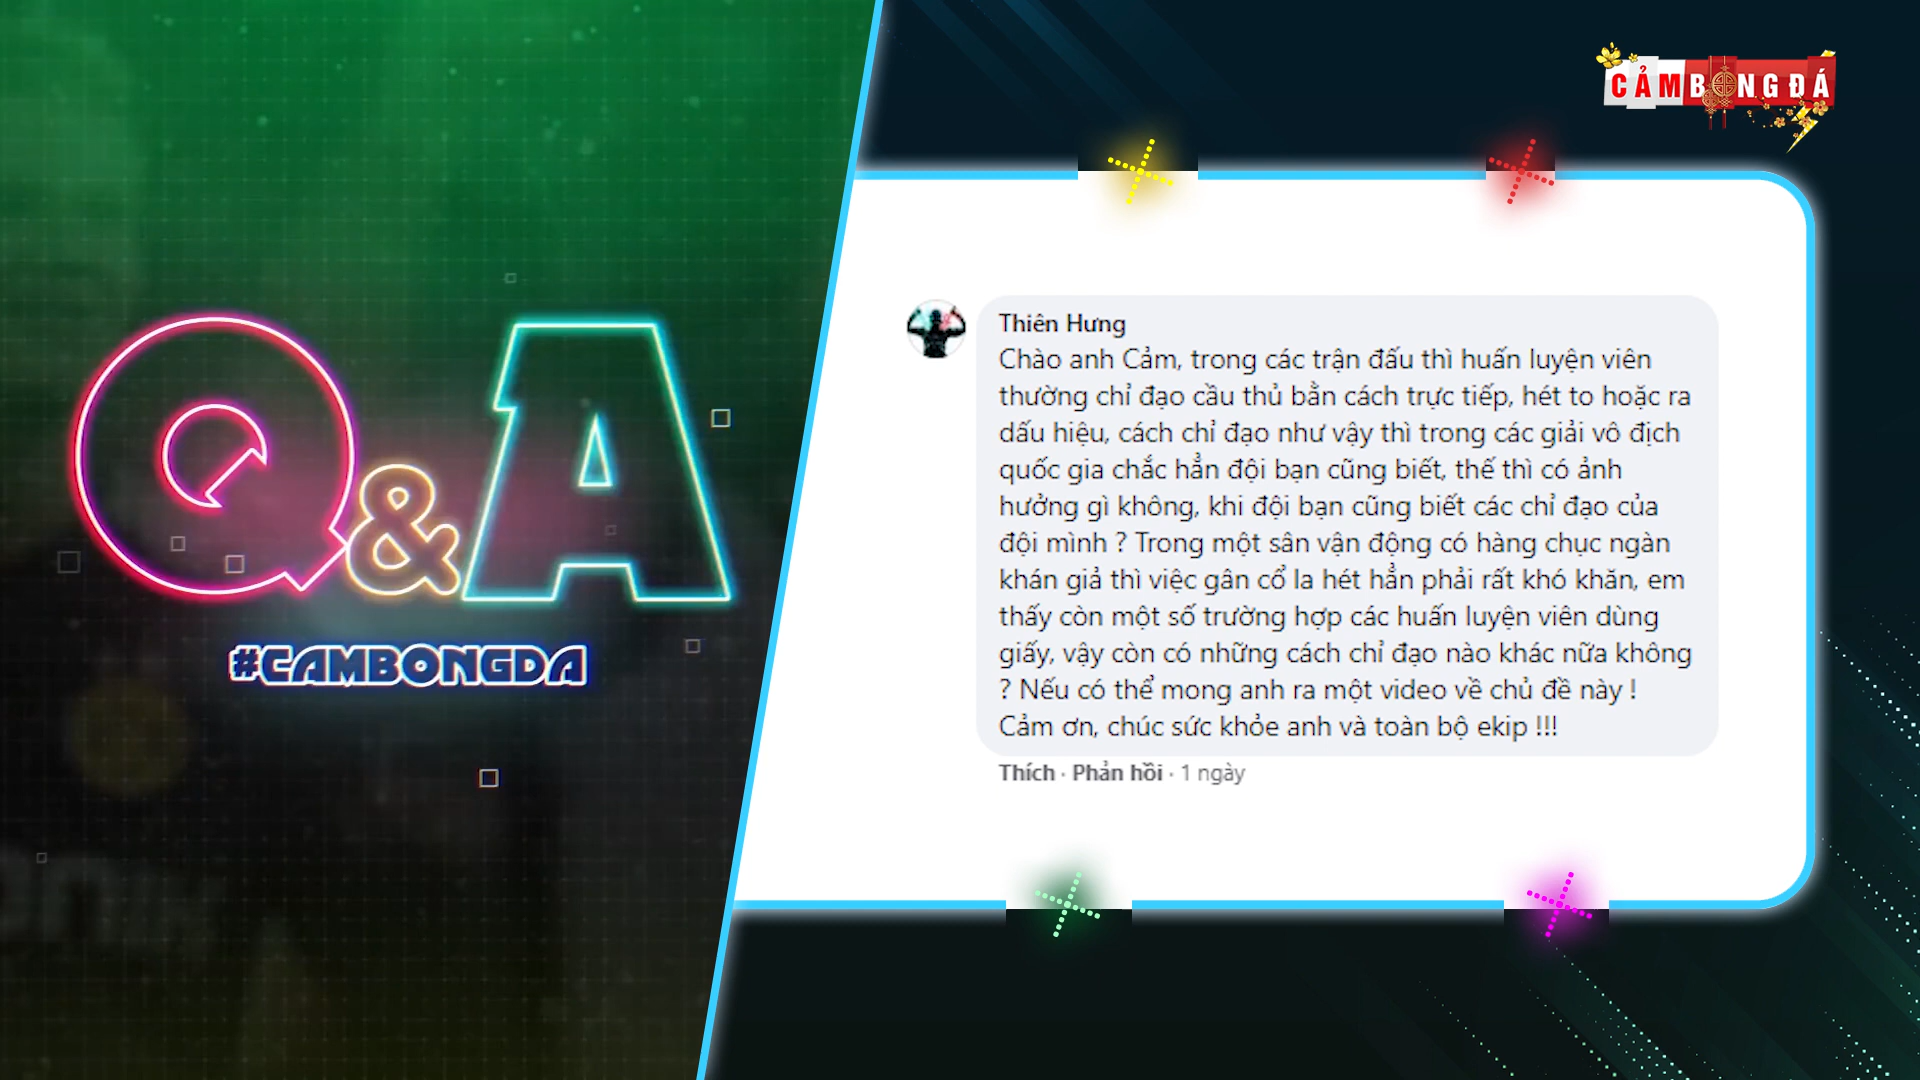 Q&A
#CAMBONGDA
CẢMBONGĐÁ
Thiên Hưng
Chào anh Cảm, trong các trận đấu thì huấn luyện viên
thường chỉ đạo cầu thủ bằn cách trực tiếp, hét to hoặc ra
dấu hiệu, cách chỉ đạo như vậy thì trong các giải vô địch
quốc gia chắc hẳn đội bạn cũng biết, thế thì có ảnh
hưởng gì không, khi đội bạn cũng biết các chỉ đạo của
đội mình ? Trong một sân vận động có hàng chục ngàn
khán giả thì việc gân cổ la hét hẳn phải rất khó khăn, em
thấy còn một số trường hợp các huấn luyện viên dùng
giấy, vậy còn có những cách chỉ đạo nào khác nữa không
? Nếu có thể mong anh ra một video về chủ đề này !
Cảm ơn, chúc sức khỏe anh và toàn bộ ekip !!!
Thích · Phản hồi · 1 ngày